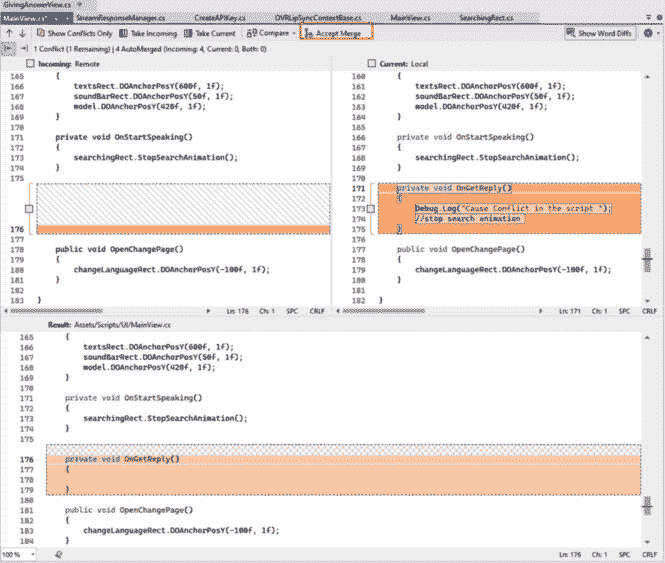 GivingAnswerView.cs
MainView.cs* StreamResponseManager.cs CreateAPIKey.cs OVRLipSyncContextBase.cs MainView.cs SearchingRect.cs
Show Conflicts Only Take Incoming Take Current Compare Accept Merge Show Word Diffs
1 Conflict (1 Remaining) | 4 AutoMerged (Incoming: 4, Current: 0, Both: 0)
Incoming: Remote
165 {
166 textsRect.DOAnchorPosY(600f, 1f);
167 soundBarRect.DOAnchorPosY(50f, 1f);
168 model.DOAnchorPosY(420f, 1f);
169 }
170
171 private void OnStartSpeaking()
172 {
173 searchingRect.StopSearchAnimation();
174 }
175
176
177
178 public void OpenChangePage()
179 {
180 changeLanguageRect.DOAnchorPosY(-100f, 1f);
181 }
182
183 }
Ln: 176 Ch: 1 SPC CRLF
Current: Local
160 {
161 textsRect.DOAnchorPosY(600f, 1f);
162 soundBarRect.DOAnchorPosY(50f, 1f);
163 model.DOAnchorPosY(420f, 1f);
164 }
165
166 private void OnStartSpeaking()
167 {
168 searchingRect.StopSearchAnimation();
169 }
170
171 private void OnGetReply()
172 {
173 Debug.Log("Cause Conflict in the script ");
174 //stop search animation
175 }
176
177 public void OpenChangePage()
178 {
179 changeLanguageRect.DOAnchorPosY(-100f, 1f);
180 }
181
182 }
Ln: 171 Ch: 1 SPC CRLF
Result: Assets/Scripts/UI/MainView.cs
165 {
166 textsRect.DOAnchorPosY(600f, 1f);
167 soundBarRect.DOAnchorPosY(50f, 1f);
168 model.DOAnchorPosY(420f, 1f);
169 }
170
171 private void OnStartSpeaking()
172 {
173 searchingRect.StopSearchAnimation();
174 }
175
176 private void OnGetReply()
177 {
178
179 }
180
181 public void OpenChangePage()
182 {
183 changeLanguageRect.DOAnchorPosY(-100f, 1f);
184 }
100 % Ln: 176 Ch: 1 SPC CRLF